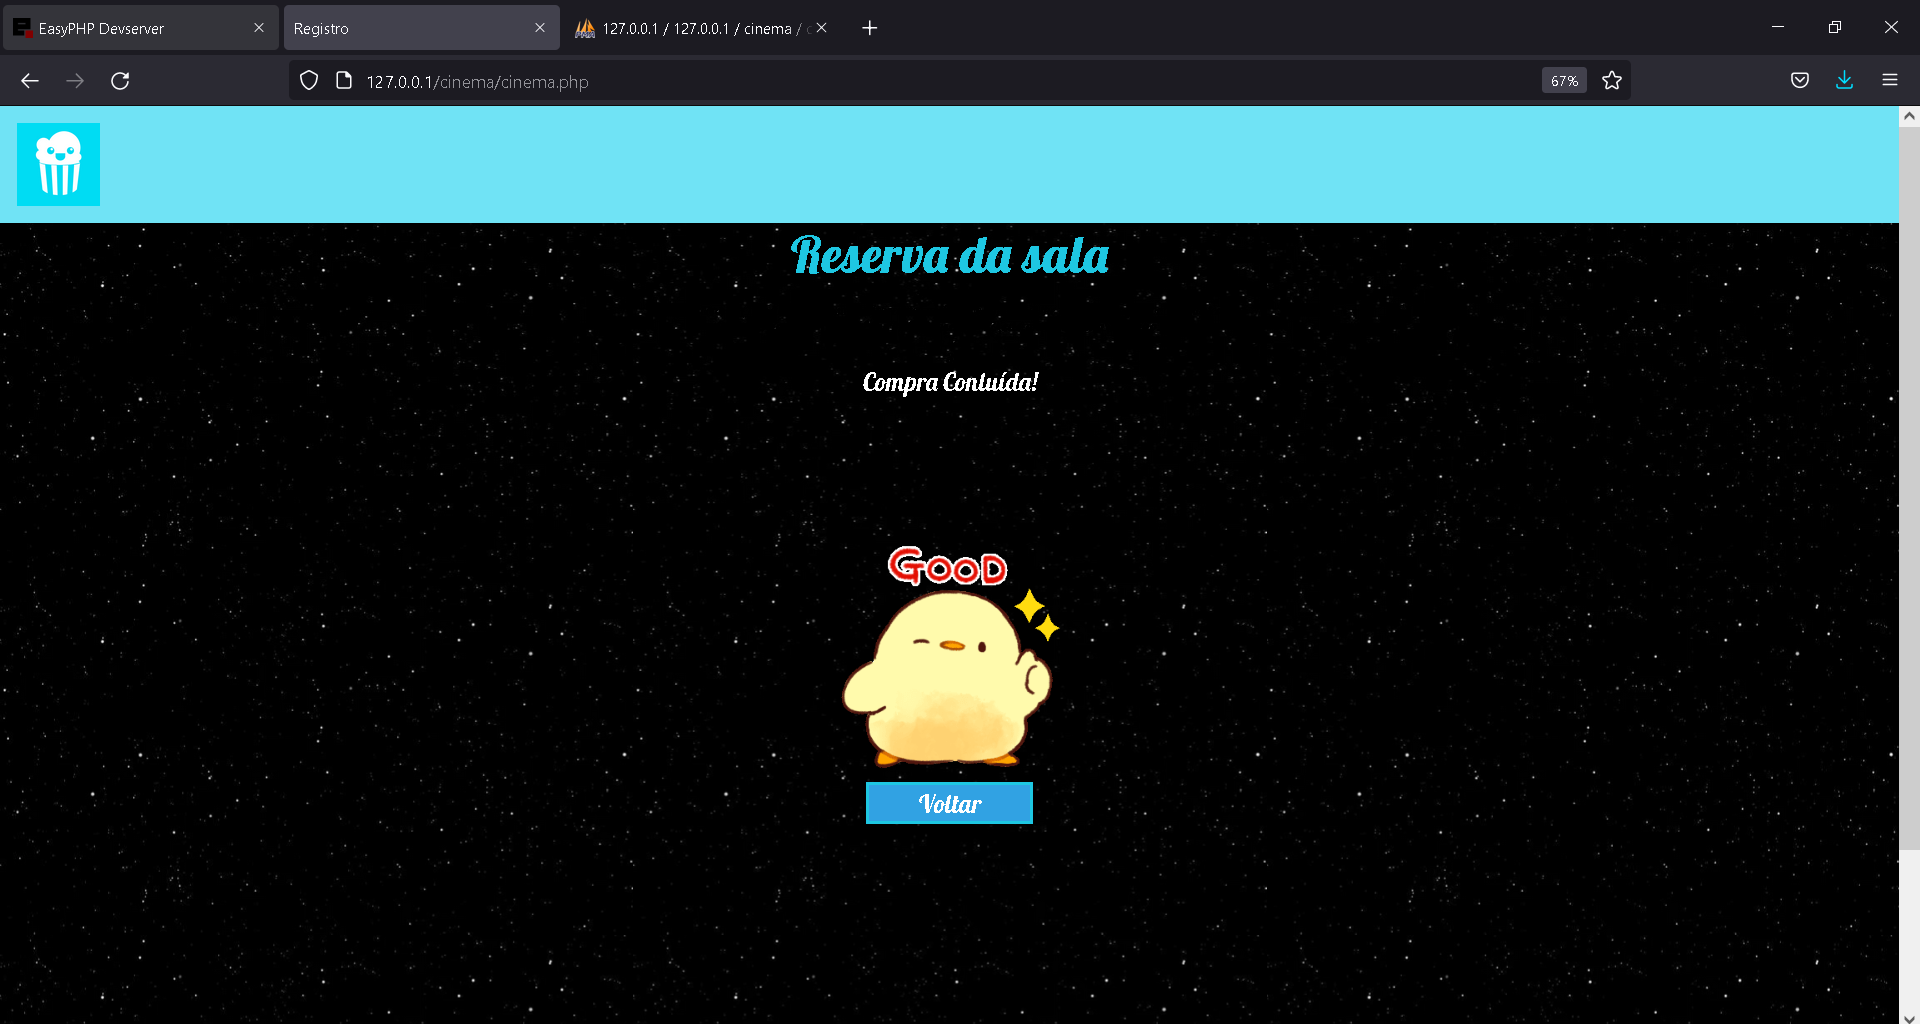 EasyPHP Devserver
Registro
127.0.0.1 / 127.0.0.1 / cinema /
127.0.0.1/cinema/cinema.php
67%
Reserva da sala
Compra Contuída!
GOOD
Voltar